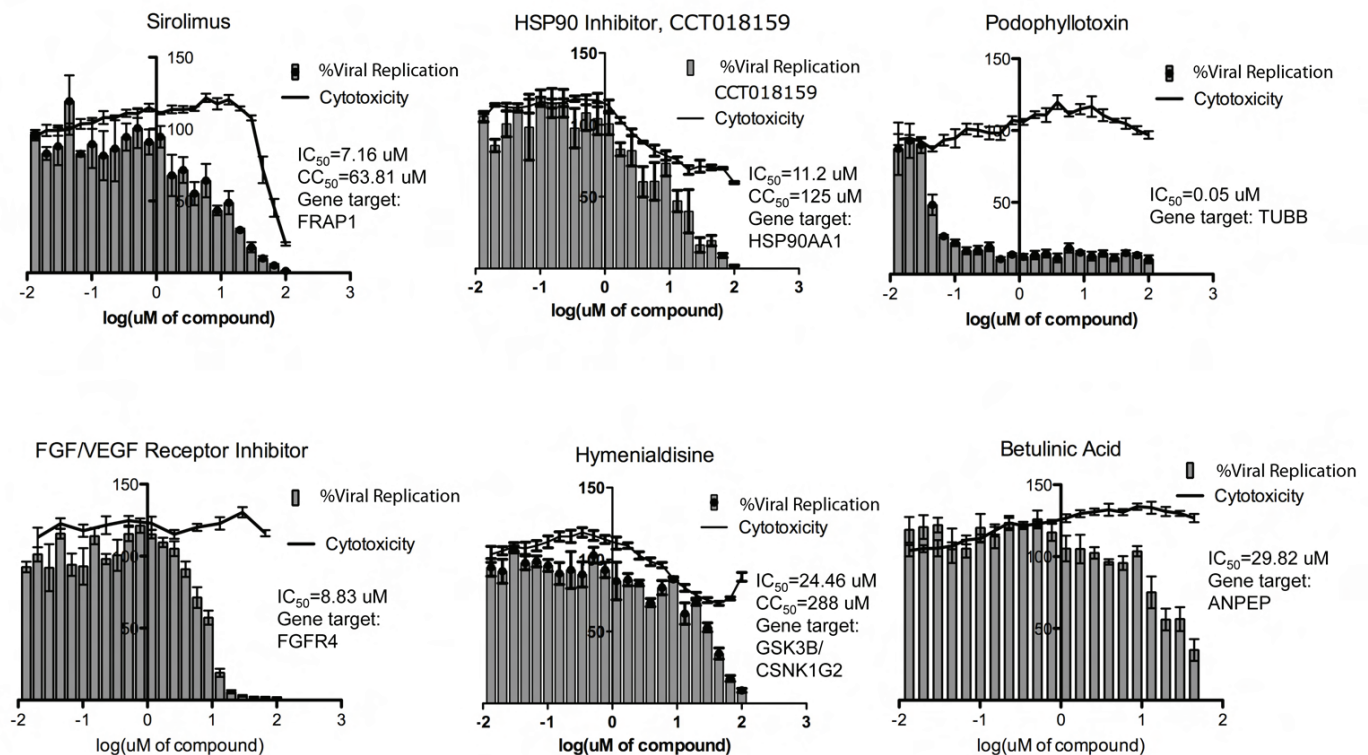 Sirolimus
150
%Viral Replication
Cytotoxicity
100
IC50=7.16 uM
CC50=63.81 uM
Gene target:
FRAP1
50
-2 -1 0 1 2 3
log(uM of compound)
HSP90 Inhibitor, CCT018159
150
%Viral Replication
CCT018159
Cytotoxicity
100
IC50=11.2 uM
CC50=125 uM
Gene target:
HSP90AA1
50
-2 -1 0 1 2 3
log(uM of compound)
Podophyllotoxin
150
%Viral Replication
Cytotoxicity
100
IC50=0.05 uM
Gene target: TUBB
50
-2 -1 0 1 2 3
log(uM of compound)
FGF/VEGF Receptor Inhibitor
150
%Viral Replication
Cytotoxicity
100
IC50=8.83 uM
Gene target:
FGFR4
50
-2 -1 0 1 2 3
log(uM of compound)
Hymenialdisine
150
%Viral Replication
Cytotoxicity
100
IC50=24.46 uM
CC50=288 uM
Gene target:
GSK3B/
CSNK1G2
50
-2 -1 0 1 2 3
log(uM of compound)
Betulinic Acid
150
%Viral Replication
Cytotoxicity
100
IC50=29.82 uM
Gene target:
ANPEP
50
-2 -1 0 1 2
log(uM of compound)